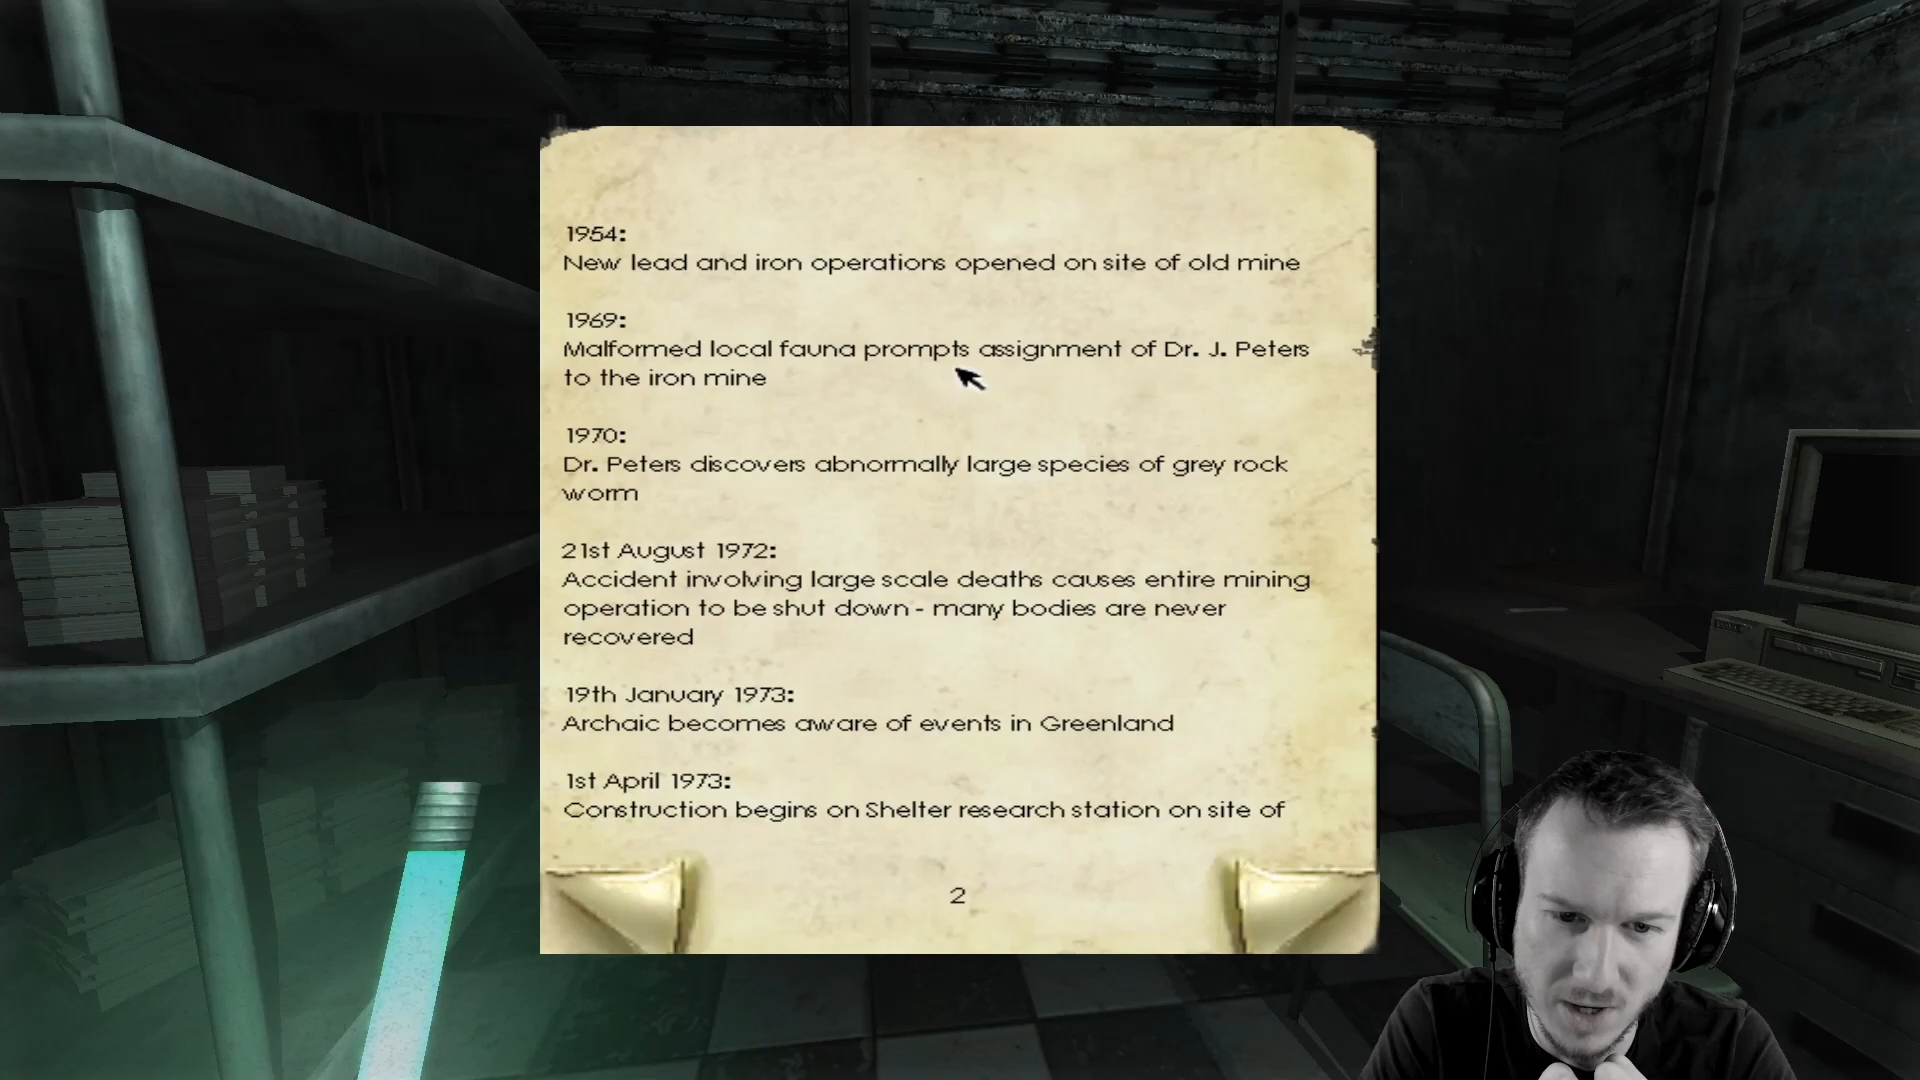 1954:
New lead and iron operations opened on site of old mine
1969:
Malformed local fauna prompts assignment of Dr. J. Peters
to the iron mine
1970:
Dr. Peters discovers abnormally large species of grey rock
worm
21st August 1972:
Accident involving large scale deaths causes entire mining
operation to be shut down - many bodies are never
recovered
19th January 1973:
Archaic becomes aware of events in Greenland
1st April 1973:
Construction begins on Shelter research station on site of
2